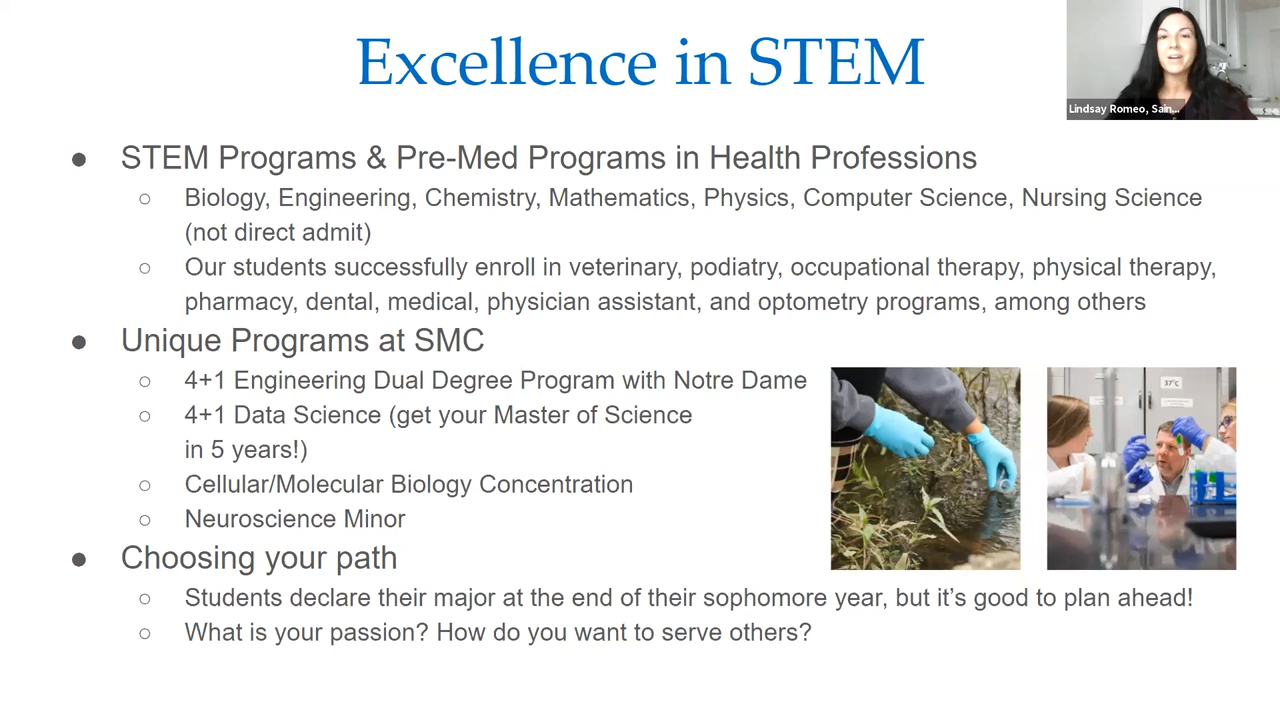 Excellence in STEM
Lindsay Romeo, Sain...
● STEM Programs & Pre-Med Programs in Health Professions
○ Biology, Engineering, Chemistry, Mathematics, Physics, Computer Science, Nursing Science
(not direct admit)
○ Our students successfully enroll in veterinary, podiatry, occupational therapy, physical therapy,
pharmacy, dental, medical, physician assistant, and optometry programs, among others
● Unique Programs at SMC
○ 4+1 Engineering Dual Degree Program with Notre Dame
○ 4+1 Data Science (get your Master of Science
in 5 years!)
○ Cellular/Molecular Biology Concentration
○ Neuroscience Minor
37°C
● Choosing your path
○ Students declare their major at the end of their sophomore year, but it’s good to plan ahead!
○ What is your passion? How do you want to serve others?